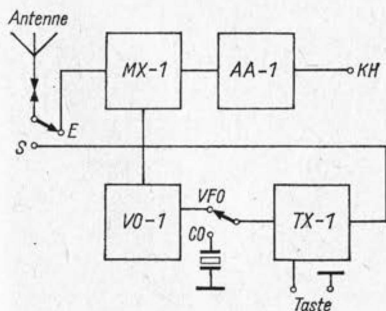 Antenne
MX-1
AA-1
KH
E
S
VO-1
VFO
CO
TX-1
Taste